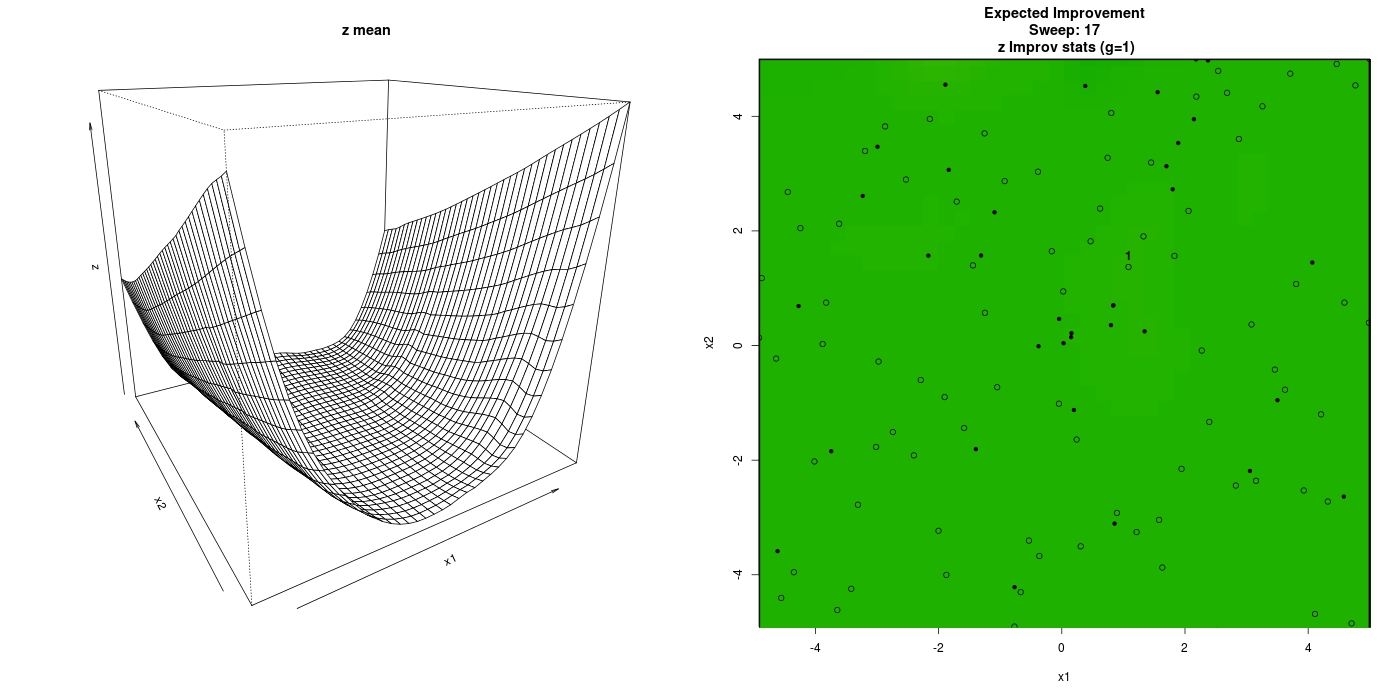 z mean
z
x2
x1
Expected Improvement
Sweep: 17
z Improv stats (g=1)
4
2
0
-2
-4
x2
1
-4
-2
0
2
4
x1